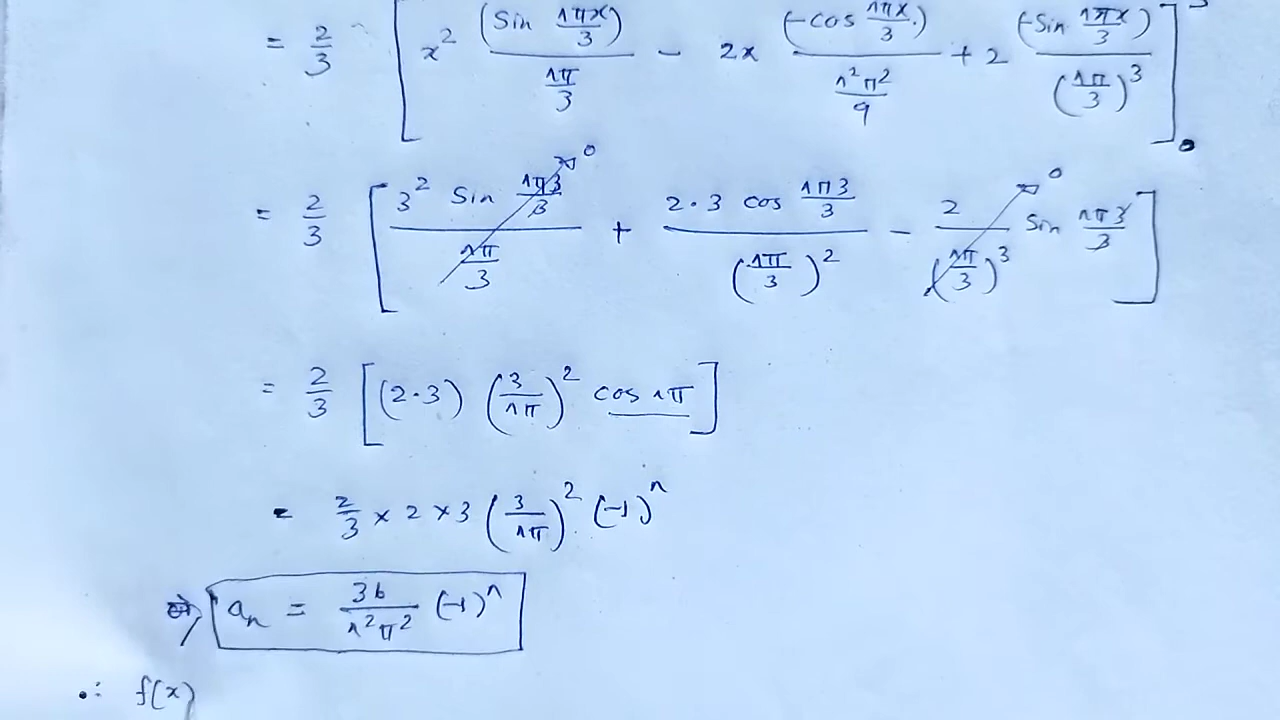 = 2/3 [ x² (Sin nπx/3) / (nπ/3) − 2x (−cos nπx/3.) / (n²π²/9) + 2 (−Sin nπx/3) / (nπ/3)³ ]₀³
= 2/3 [ 3² Sin nπ3/3 / (nπ/3) → 0 + 2·3 cos nπ3/3 / (nπ/3)² − 2/(nπ/3)³ → 0 Sin nπ3/3 ]
= 2/3 [ (2·3) (3/nπ)² cos nπ ]
= 2/3 × 2 × 3 (3/nπ)² (−1)ⁿ
⇒ aₙ = 36/n²π² (−1)ⁿ
∴ f(x)